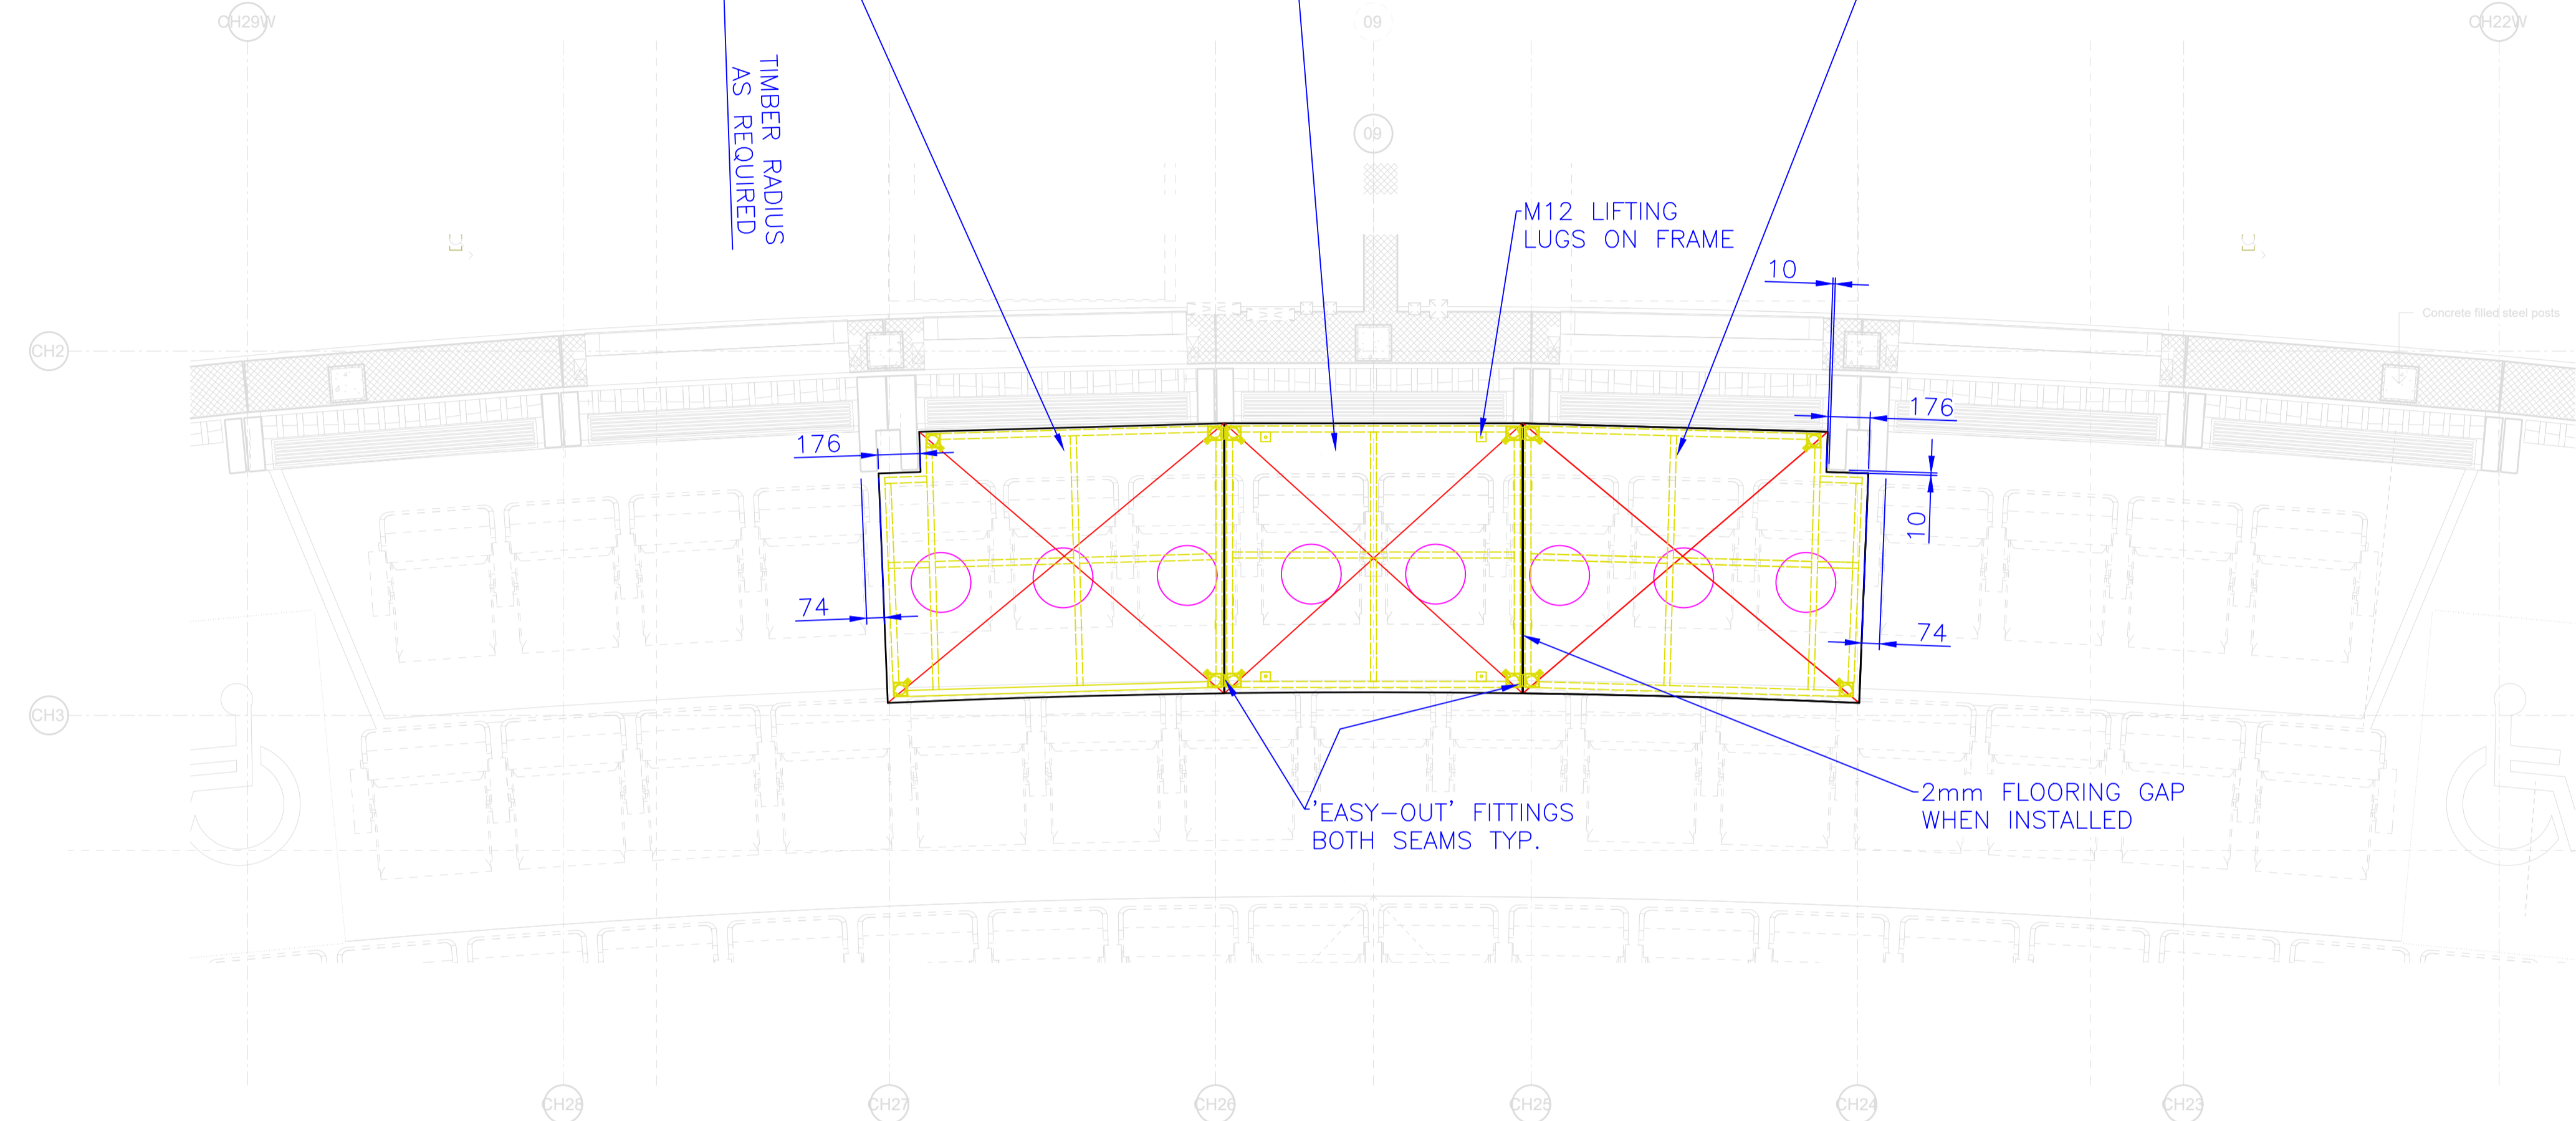 CH29W
09
CH22W
TIMBER RADIUS
AS REQUIRED
09
M12 LIFTING
LUGS ON FRAME
10
Concrete filled steel posts
CH2
176
176
10
74
74
CH3
2mm FLOORING GAP
WHEN INSTALLED
'EASY-OUT' FITTINGS
BOTH SEAMS TYP.
CH28
CH27
CH26
CH25
CH24
CH23